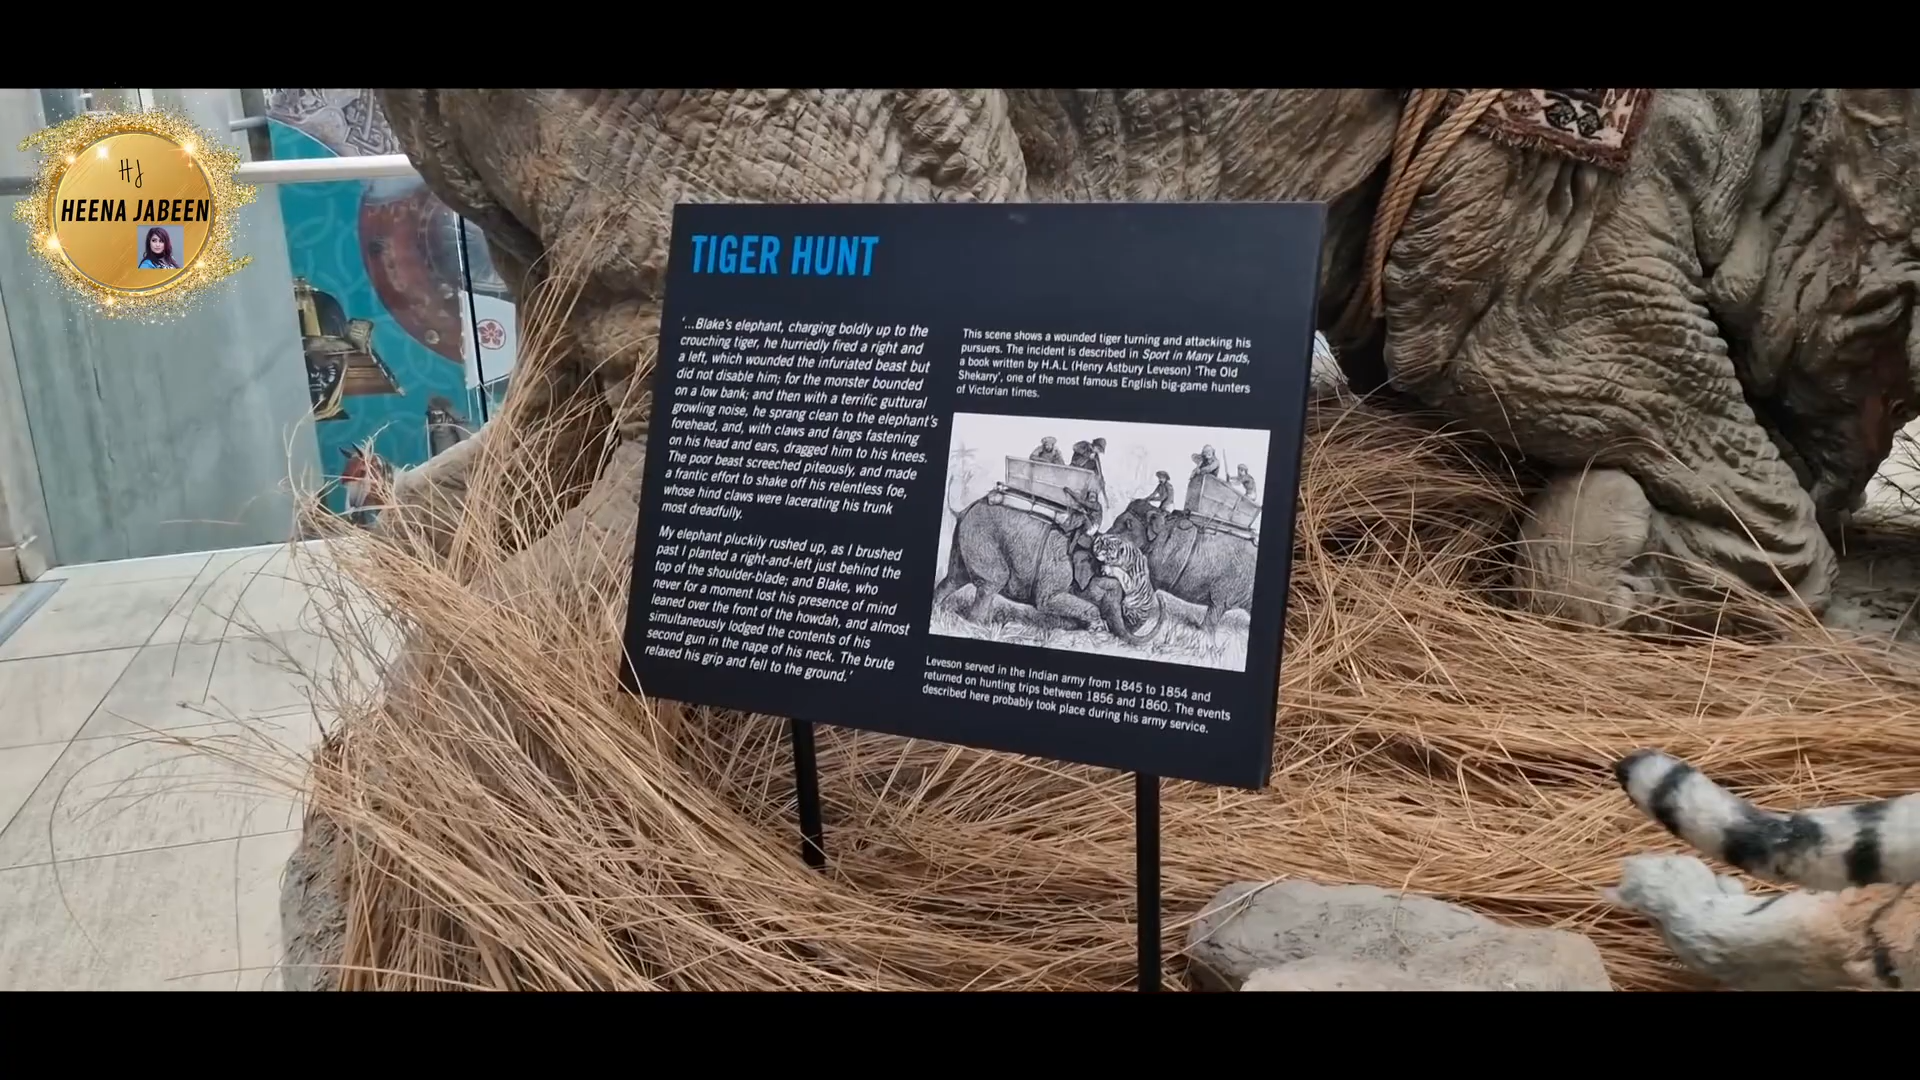 HJ
HEENA JABEEN
TIGER HUNT
'...Blake's elephant, charging boldly up to the
crouching tiger, he hurriedly fired a right and
a left, which wounded the infuriated beast but
did not disable him; for the monster bounded
on a low bank; and then with a terrific guttural
growling noise, he sprang clean to the elephant's
forehead, and, with claws and fangs fastening
on his head and ears, dragged him to his knees.
The poor beast screeched piteously, and made
a frantic effort to shake off his relentless foe,
whose hind claws were lacerating his trunk
most dreadfully.
My elephant pluckily rushed up, as I brushed
past I planted a right-and-left just behind the
top of the shoulder-blade; and Blake, who
never for a moment lost his presence of mind
leaned over the front of the howdah, and almost
simultaneously lodged the contents of his
second gun in the nape of his neck. The brute
relaxed his grip and fell to the ground.'
This scene shows a wounded tiger turning and attacking his
pursuers. The incident is described in Sport in Many Lands,
a book written by H.A.L (Henry Astbury Leveson) 'The Old
Shekarry', one of the most famous English big-game hunters
of Victorian times.
Leveson served in the Indian army from 1845 to 1854 and
returned on hunting trips between 1856 and 1860. The events
described here probably took place during his army service.